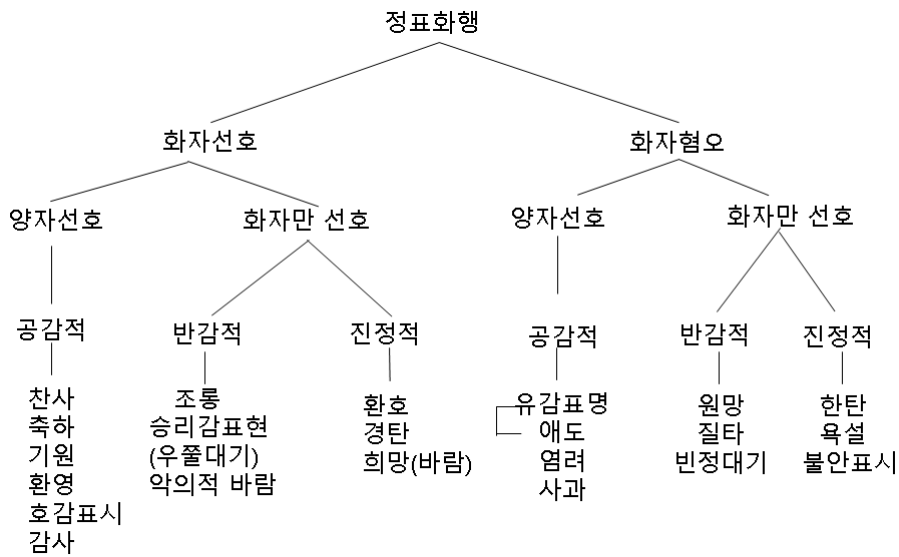 정표화행
화자선호
화자혐오
양자선호
화자만 선호
양자선호
화자만 선호
공감적
반감적
진정적
공감적
반감적
진정적
찬사
축하
기원
환영
호감표시
감사
조롱
승리감표현
(우쭐대기)
악의적 바람
환호
경탄
희망(바람)
유감표명
애도
염려
사과
원망
질타
빈정대기
한탄
욕설
불안표시